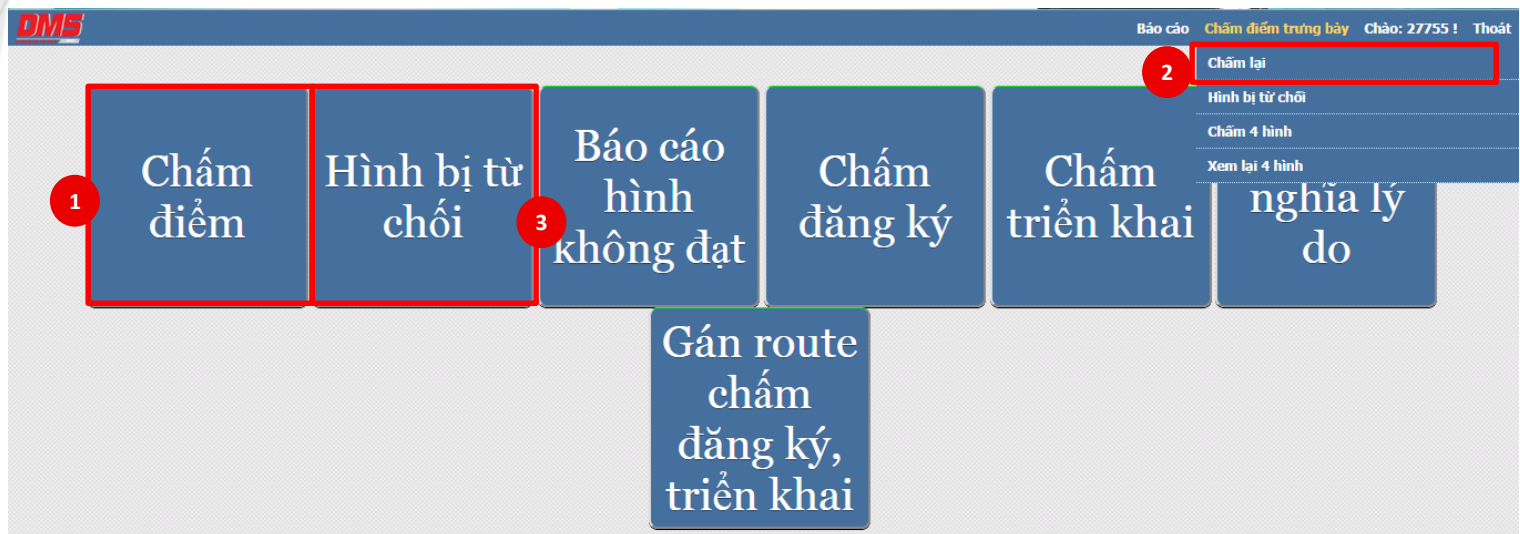 DMS
Báo cáo Chấm điểm trưng bày Chào: 27755 ! Thoát
2
Chấm lại
Hình bị từ chối
Chấm 4 hình
Xem lại 4 hình
1
Chấm
điểm
Hình bị từ
chối
3
Báo cáo
hình
không đạt
Chấm
đăng ký
Chấm
triển khai
nghĩa lý
do
Gán route
chấm
đăng ký,
triển khai